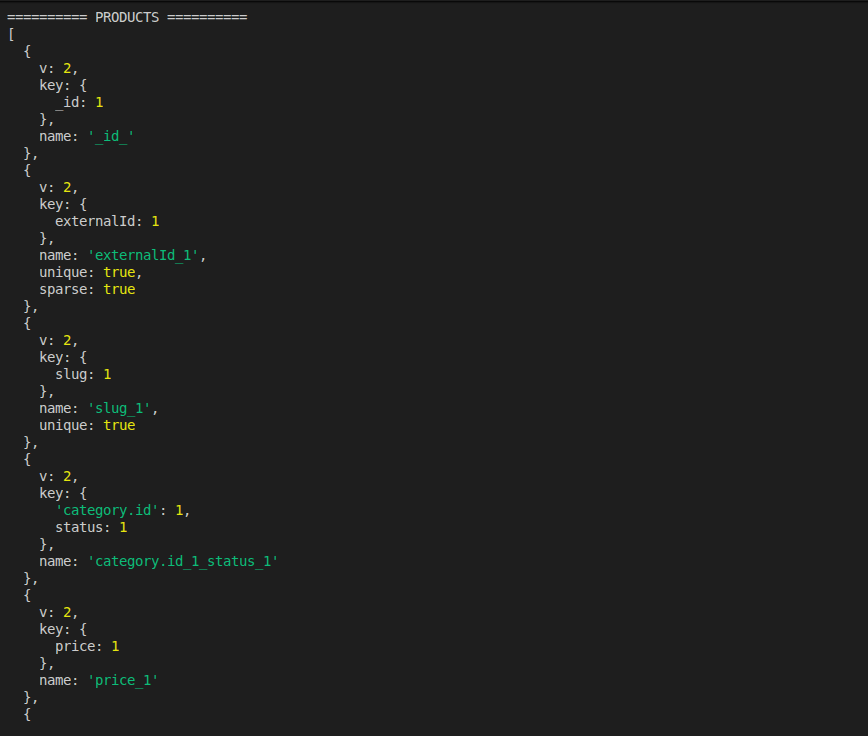 ========== PRODUCTS ==========
[
  {
    v: 2,
    key: {
      _id: 1
    },
    name: '_id_'
  },
  {
    v: 2,
    key: {
      externalId: 1
    },
    name: 'externalId_1',
    unique: true,
    sparse: true
  },
  {
    v: 2,
    key: {
      slug: 1
    },
    name: 'slug_1',
    unique: true
  },
  {
    v: 2,
    key: {
      'category.id': 1,
      status: 1
    },
    name: 'category.id_1_status_1'
  },
  {
    v: 2,
    key: {
      price: 1
    },
    name: 'price_1'
  },
  {